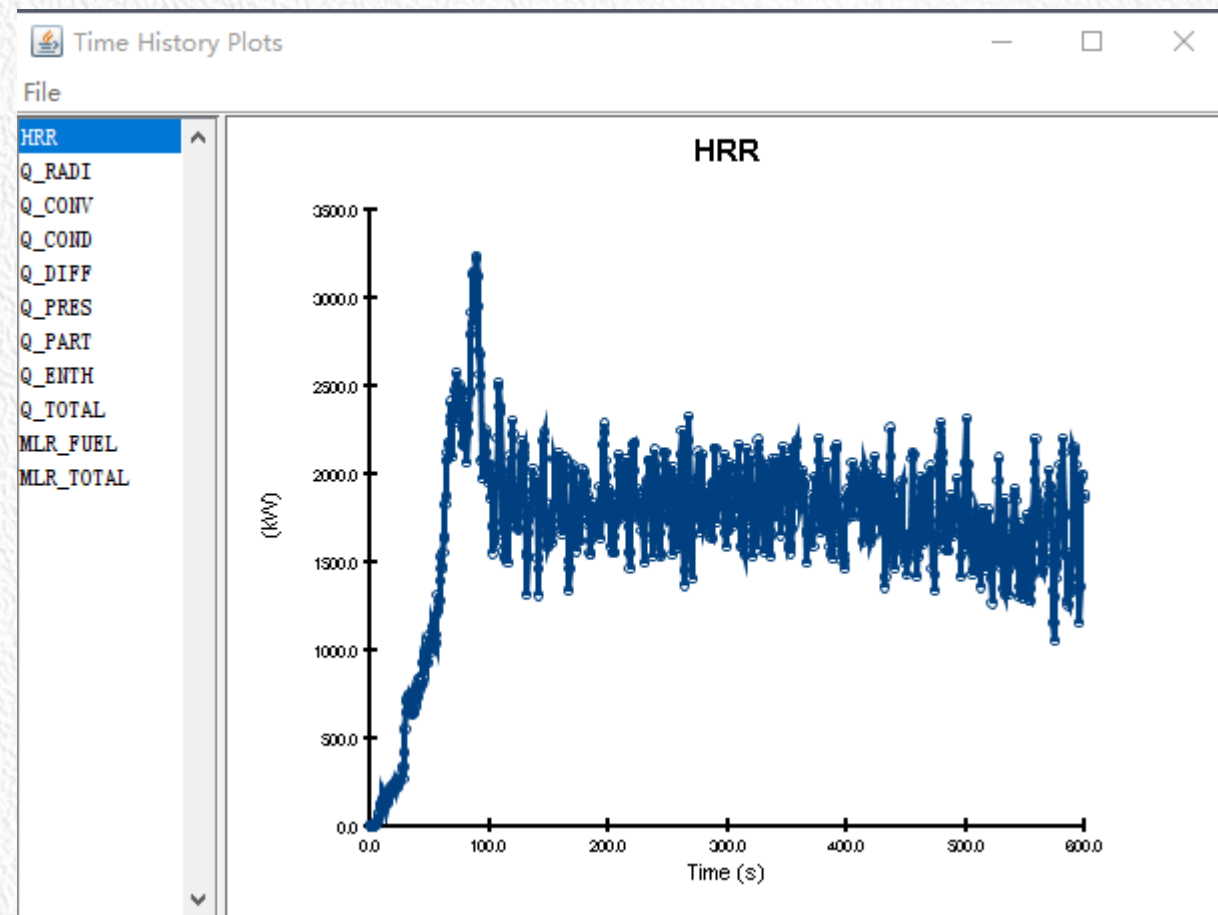 Time History Plots
File
HRR
Q_RADI
Q_CONV
Q_COND
Q_DIFF
Q_PRES
Q_PART
Q_ENTH
Q_TOTAL
MLR_FUEL
MLR_TOTAL
HRR
3500.0
3000.0
2500.0
2000.0
1500.0
1000.0
500.0
0.0
(kW)
0.0 100.0 200.0 300.0 400.0 500.0 600.0
Time (s)